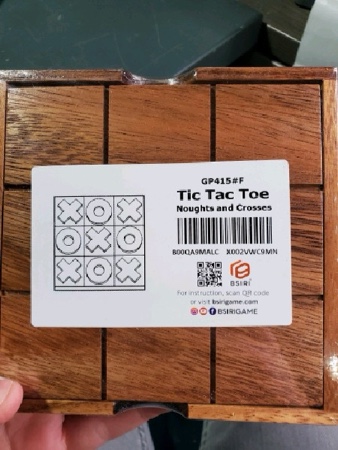 GP415#F
Tic Tac Toe
Noughts and Crosses
B00QA9MALC X002VWC9MN
BSIRI
For instruction, scan QR code
or visit bsirigame.com
BSIRIGAME